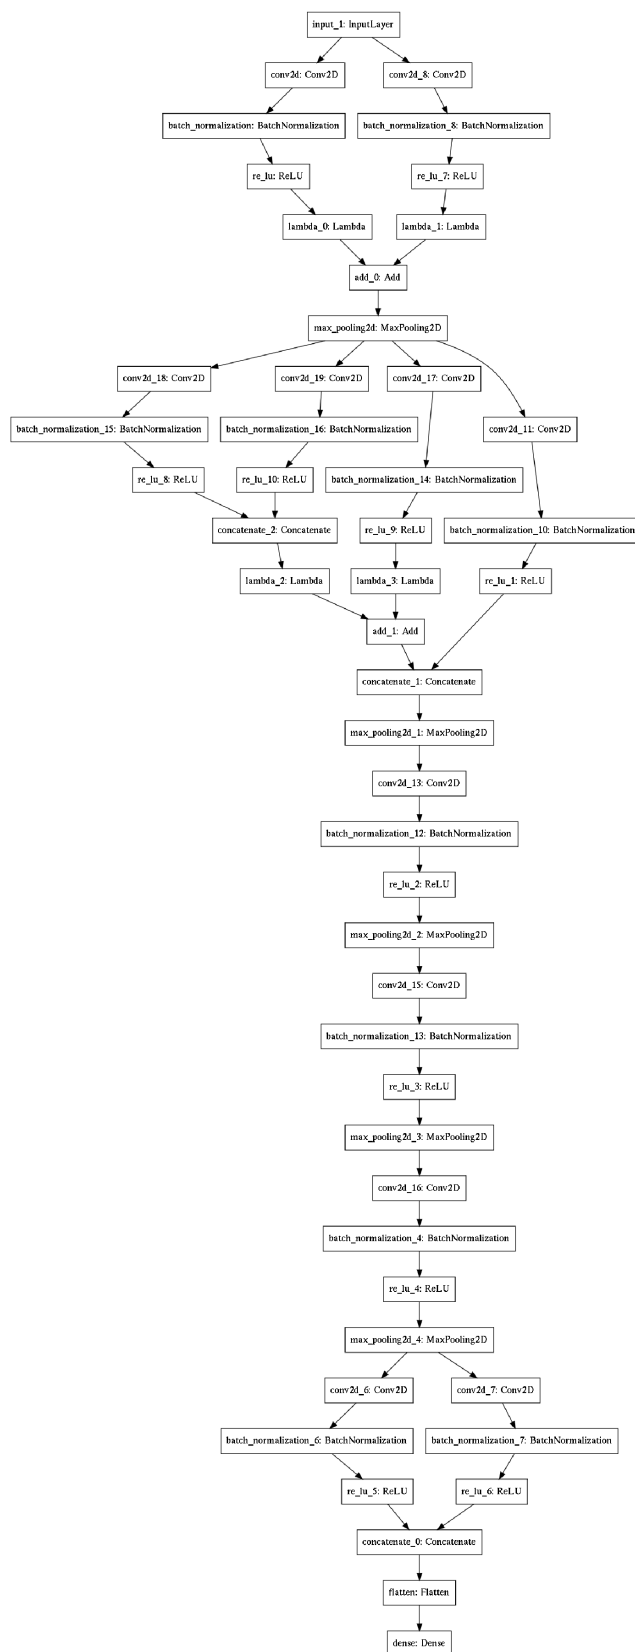 input_1: InputLayer
conv2d: Conv2D
conv2d_8: Conv2D
batch_normalization: BatchNormalization
batch_normalization_8: BatchNormalization
re_lu: ReLU
re_lu_7: ReLU
lambda_0: Lambda
lambda_1: Lambda
add_0: Add
max_pooling2d: MaxPooling2D
conv2d_18: Conv2D
conv2d_19: Conv2D
conv2d_17: Conv2D
batch_normalization_15: BatchNormalization
batch_normalization_16: BatchNormalization
conv2d_11: Conv2D
re_lu_8: ReLU
re_lu_10: ReLU
batch_normalization_14: BatchNormalization
concatenate_2: Concatenate
re_lu_9: ReLU
batch_normalization_10: BatchNormalization
lambda_2: Lambda
lambda_3: Lambda
re_lu_1: ReLU
add_1: Add
concatenate_1: Concatenate
max_pooling2d_1: MaxPooling2D
conv2d_13: Conv2D
batch_normalization_12: BatchNormalization
re_lu_2: ReLU
max_pooling2d_2: MaxPooling2D
conv2d_15: Conv2D
batch_normalization_13: BatchNormalization
re_lu_3: ReLU
max_pooling2d_3: MaxPooling2D
conv2d_16: Conv2D
batch_normalization_4: BatchNormalization
re_lu_4: ReLU
max_pooling2d_4: MaxPooling2D
conv2d_6: Conv2D
conv2d_7: Conv2D
batch_normalization_6: BatchNormalization
batch_normalization_7: BatchNormalization
re_lu_5: ReLU
re_lu_6: ReLU
concatenate_0: Concatenate
flatten: Flatten
dense: Dense